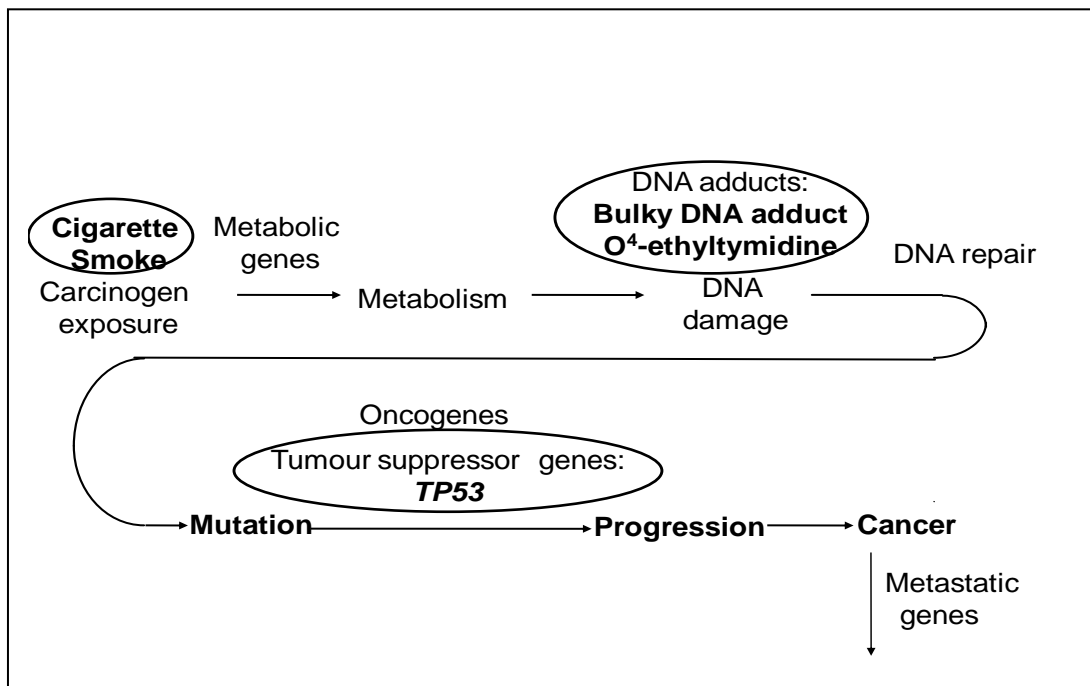 Cigarette
Smoke
Carcinogen
exposure
Metabolic
genes
Metabolism
DNA adducts:
Bulky DNA adduct
O⁴-ethyltymidine
DNA
damage
DNA repair
Oncogenes
Tumour suppressor genes:
TP53
Mutation
Progression
Cancer
Metastatic
genes